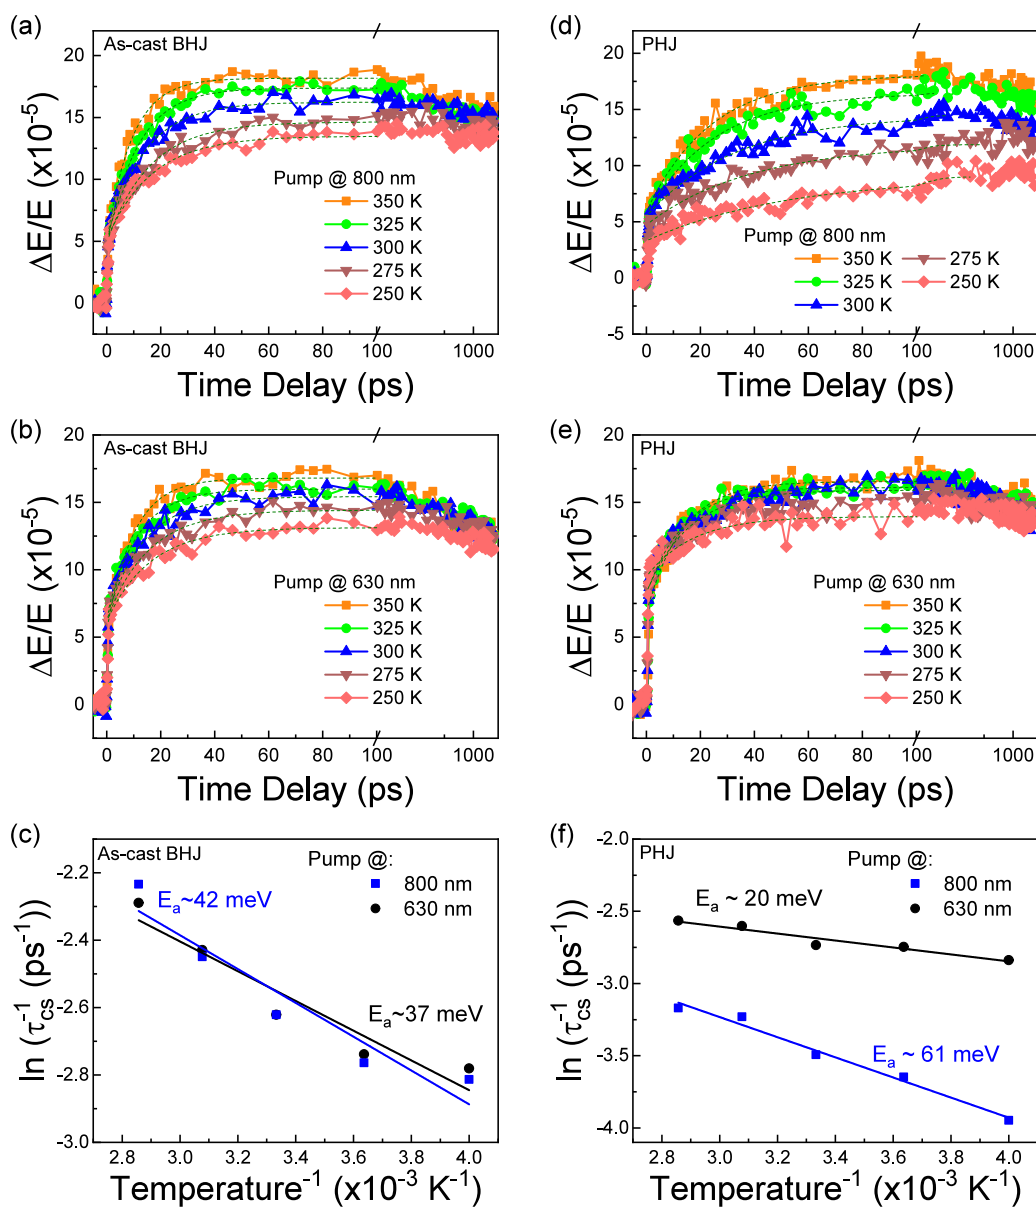 (a)
As-cast BHJ
ΔE/E (x10⁻⁵)
20
15
10
5
0
Pump @ 800 nm
350 K
325 K
300 K
275 K
250 K
0 20 40 60 80 100 1000
Time Delay (ps)
(d)
PHJ
ΔE/E (x10⁻⁵)
20
15
10
5
0
-5
Pump @ 800 nm
350 K 275 K
325 K 250 K
300 K
0 20 40 60 80 100 1000
Time Delay (ps)
(b)
As-cast BHJ
ΔE/E (x10⁻⁵)
20
15
10
5
0
Pump @ 630 nm
350 K
325 K
300 K
275 K
250 K
0 20 40 60 80 100 1000
Time Delay (ps)
(e)
PHJ
ΔE/E (x10⁻⁵)
20
15
10
5
0
Pump @ 630 nm
350 K
325 K
300 K
275 K
250 K
0 20 40 60 80 100 1000
Time Delay (ps)
(c)
As-cast BHJ
ln (τcs⁻¹ (ps⁻¹))
-2.2
-2.4
-2.6
-2.8
-3.0
Pump @:
800 nm
630 nm
Eₐ~42 meV
Eₐ~37 meV
2.8 3.0 3.2 3.4 3.6 3.8 4.0
Temperature⁻¹ (x10⁻³ K⁻¹)
(f)
PHJ
ln (τcs⁻¹ (ps⁻¹))
-2.0
-2.5
-3.0
-3.5
-4.0
Pump @:
800 nm
630 nm
Eₐ ~ 20 meV
Eₐ ~ 61 meV
2.8 3.0 3.2 3.4 3.6 3.8 4.0
Temperature⁻¹ (x10⁻³ K⁻¹)